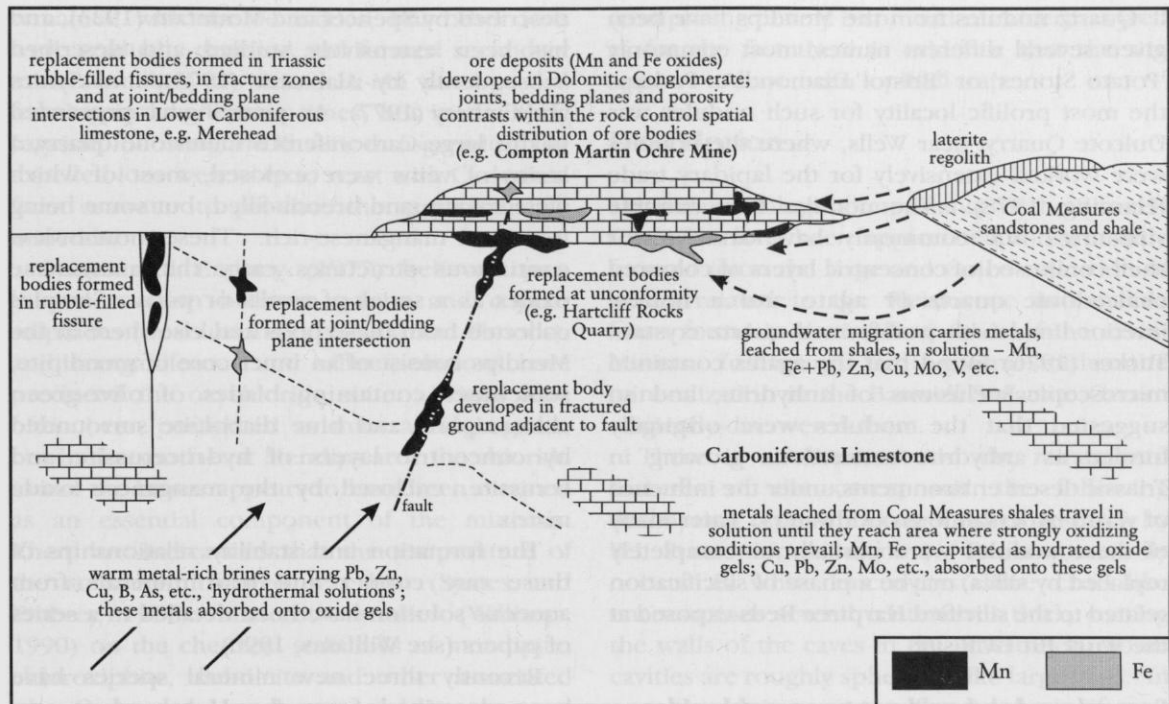 replacement bodies formed in Triassic
rubble-filled fissures, in fracture zones
and at joint/bedding plane
intersections in Lower Carboniferous
limestone, e.g. Merehead
ore deposits (Mn and Fe oxides)
developed in Dolomitic Conglomerate;
joints, bedding planes and
contrasts within the rock control spatial
distribution of ore bodies
(e.g. Compton Martin Ochre Mine)
laterite
regolith
Coal Measures
sandstones and shale
replacement
bodies formed
in rubble-filled
fissure
replacement bodies
formed at joint/bedding
plane intersection
replacement bodies
formed at unconformity
(e.g. Hartcliff Rocks
Quarry)
groundwater migration carries metals,
leached from shales, in solution – Mn,
Fe+Pb, Zn, Cu, Mo, V, etc.
replacement body
developed in fractured
ground adjacent to fault
Carboniferous Limestone
fault
metals leached from Coal Measures shales travel in
solution until they reach area where strongly oxidizing
conditions prevail; Mn, Fe precipitated as hydrated oxide
gels; Cu, Pb, Zn, Mo, etc., absorbed onto these gels
warm metal-rich brines carrying Pb, Zn,
Cu, B, As, etc., ‘hydrothermal solutions’;
these metals absorbed onto oxide gels
Mn
Fe